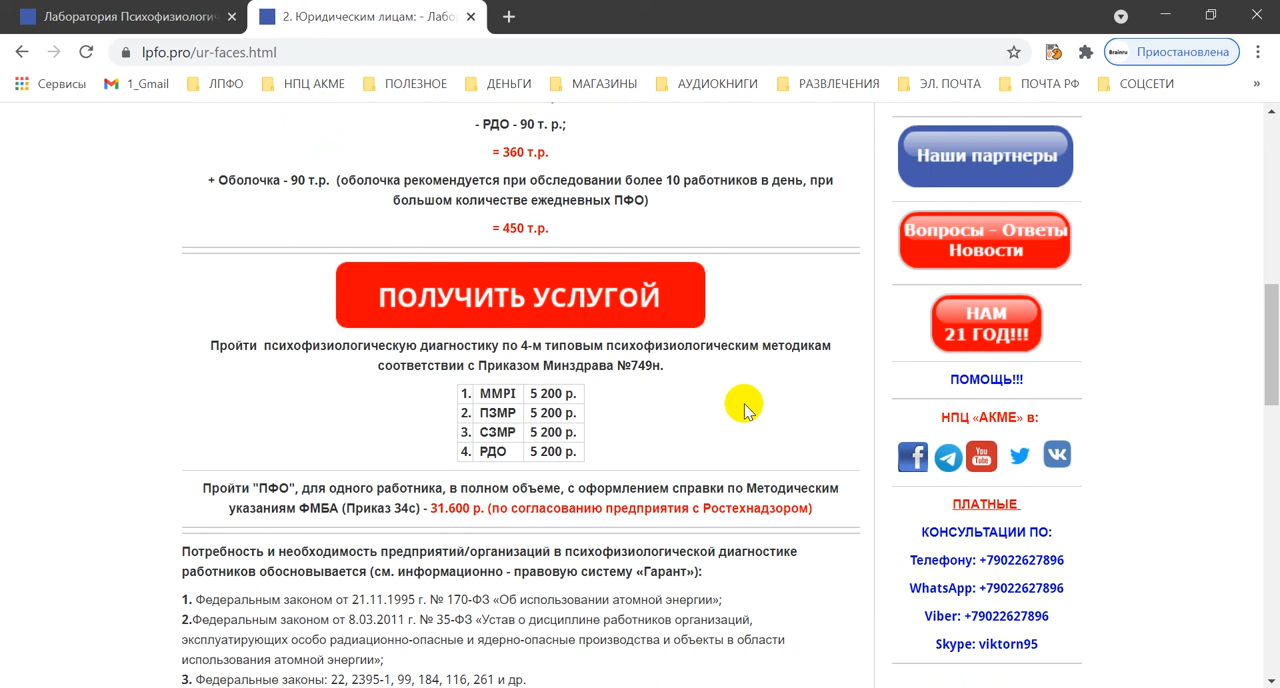 Лаборатория Психофизиологич
2. Юридическим лицам: - Лабо
lpfo.pro/ur-faces.html
Brainru Приостановлена
Сервисы 1_Gmail ЛПФО НПЦ АКМЕ ПОЛЕЗНОЕ ДЕНЬГИ МАГАЗИНЫ АУДИОКНИГИ РАЗВЛЕЧЕНИЯ ЭЛ. ПОЧТА ПОЧТА РФ СОЦСЕТИ »
- РДО - 90 т. р.;
= 360 т.р.
+ Оболочка - 90 т.р. (оболочка рекомендуется при обследовании более 10 работников в день, при
большом количестве ежедневных ПФО)
= 450 т.р.
ПОЛУЧИТЬ УСЛУГОЙ
Пройти психофизиологическую диагностику по 4-м типовым психофизиологическим методикам
соответствии с Приказом Минздрава №749н.
1. MMPI 5 200 р.
2. ПЗМР 5 200 р.
3. СЗМР 5 200 р.
4. РДО 5 200 р.
Пройти "ПФО", для одного работника, в полном объеме, с оформлением справки по Методическим
указаниям ФМБА (Приказ 34с) - 31.600 р. (по согласованию предприятия с Ростехнадзором)
Потребность и необходимость предприятий/организаций в психофизиологической диагностике
работников обосновывается (см. информационно - правовую систему «Гарант»):
1. Федеральным законом от 21.11.1995 г. № 170-ФЗ «Об использовании атомной энергии»;
2.Федеральным законом от 8.03.2011 г. № 35-ФЗ «Устав о дисциплине работников организаций,
эксплуатирующих особо радиационно-опасные и ядерно-опасные производства и объекты в области
использования атомной энергии»;
3. Федеральные законы: 22, 2395-1, 99, 184, 116, 261 и др.
Наши партнеры
Вопросы - Ответы
Новости
НАМ
21 ГОД!!!
ПОМОЩЬ!!!
НПЦ «АКМЕ» в:
You
Tube
ПЛАТНЫЕ
КОНСУЛЬТАЦИИ ПО:
Телефону: +79022627896
WhatsApp: +79022627896
Viber: +79022627896
Skype: viktorn95